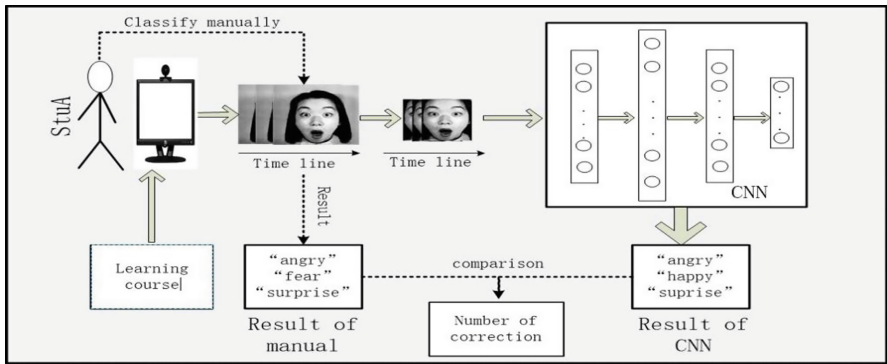 Classify manually
StuA
Time line
Time line
CNN
Result
Learning
course
“angry”
“fear”
“surprise”
comparison
“angry”
“happy”
“suprise”
Number of
correction
Result of
manual
Result of
CNN